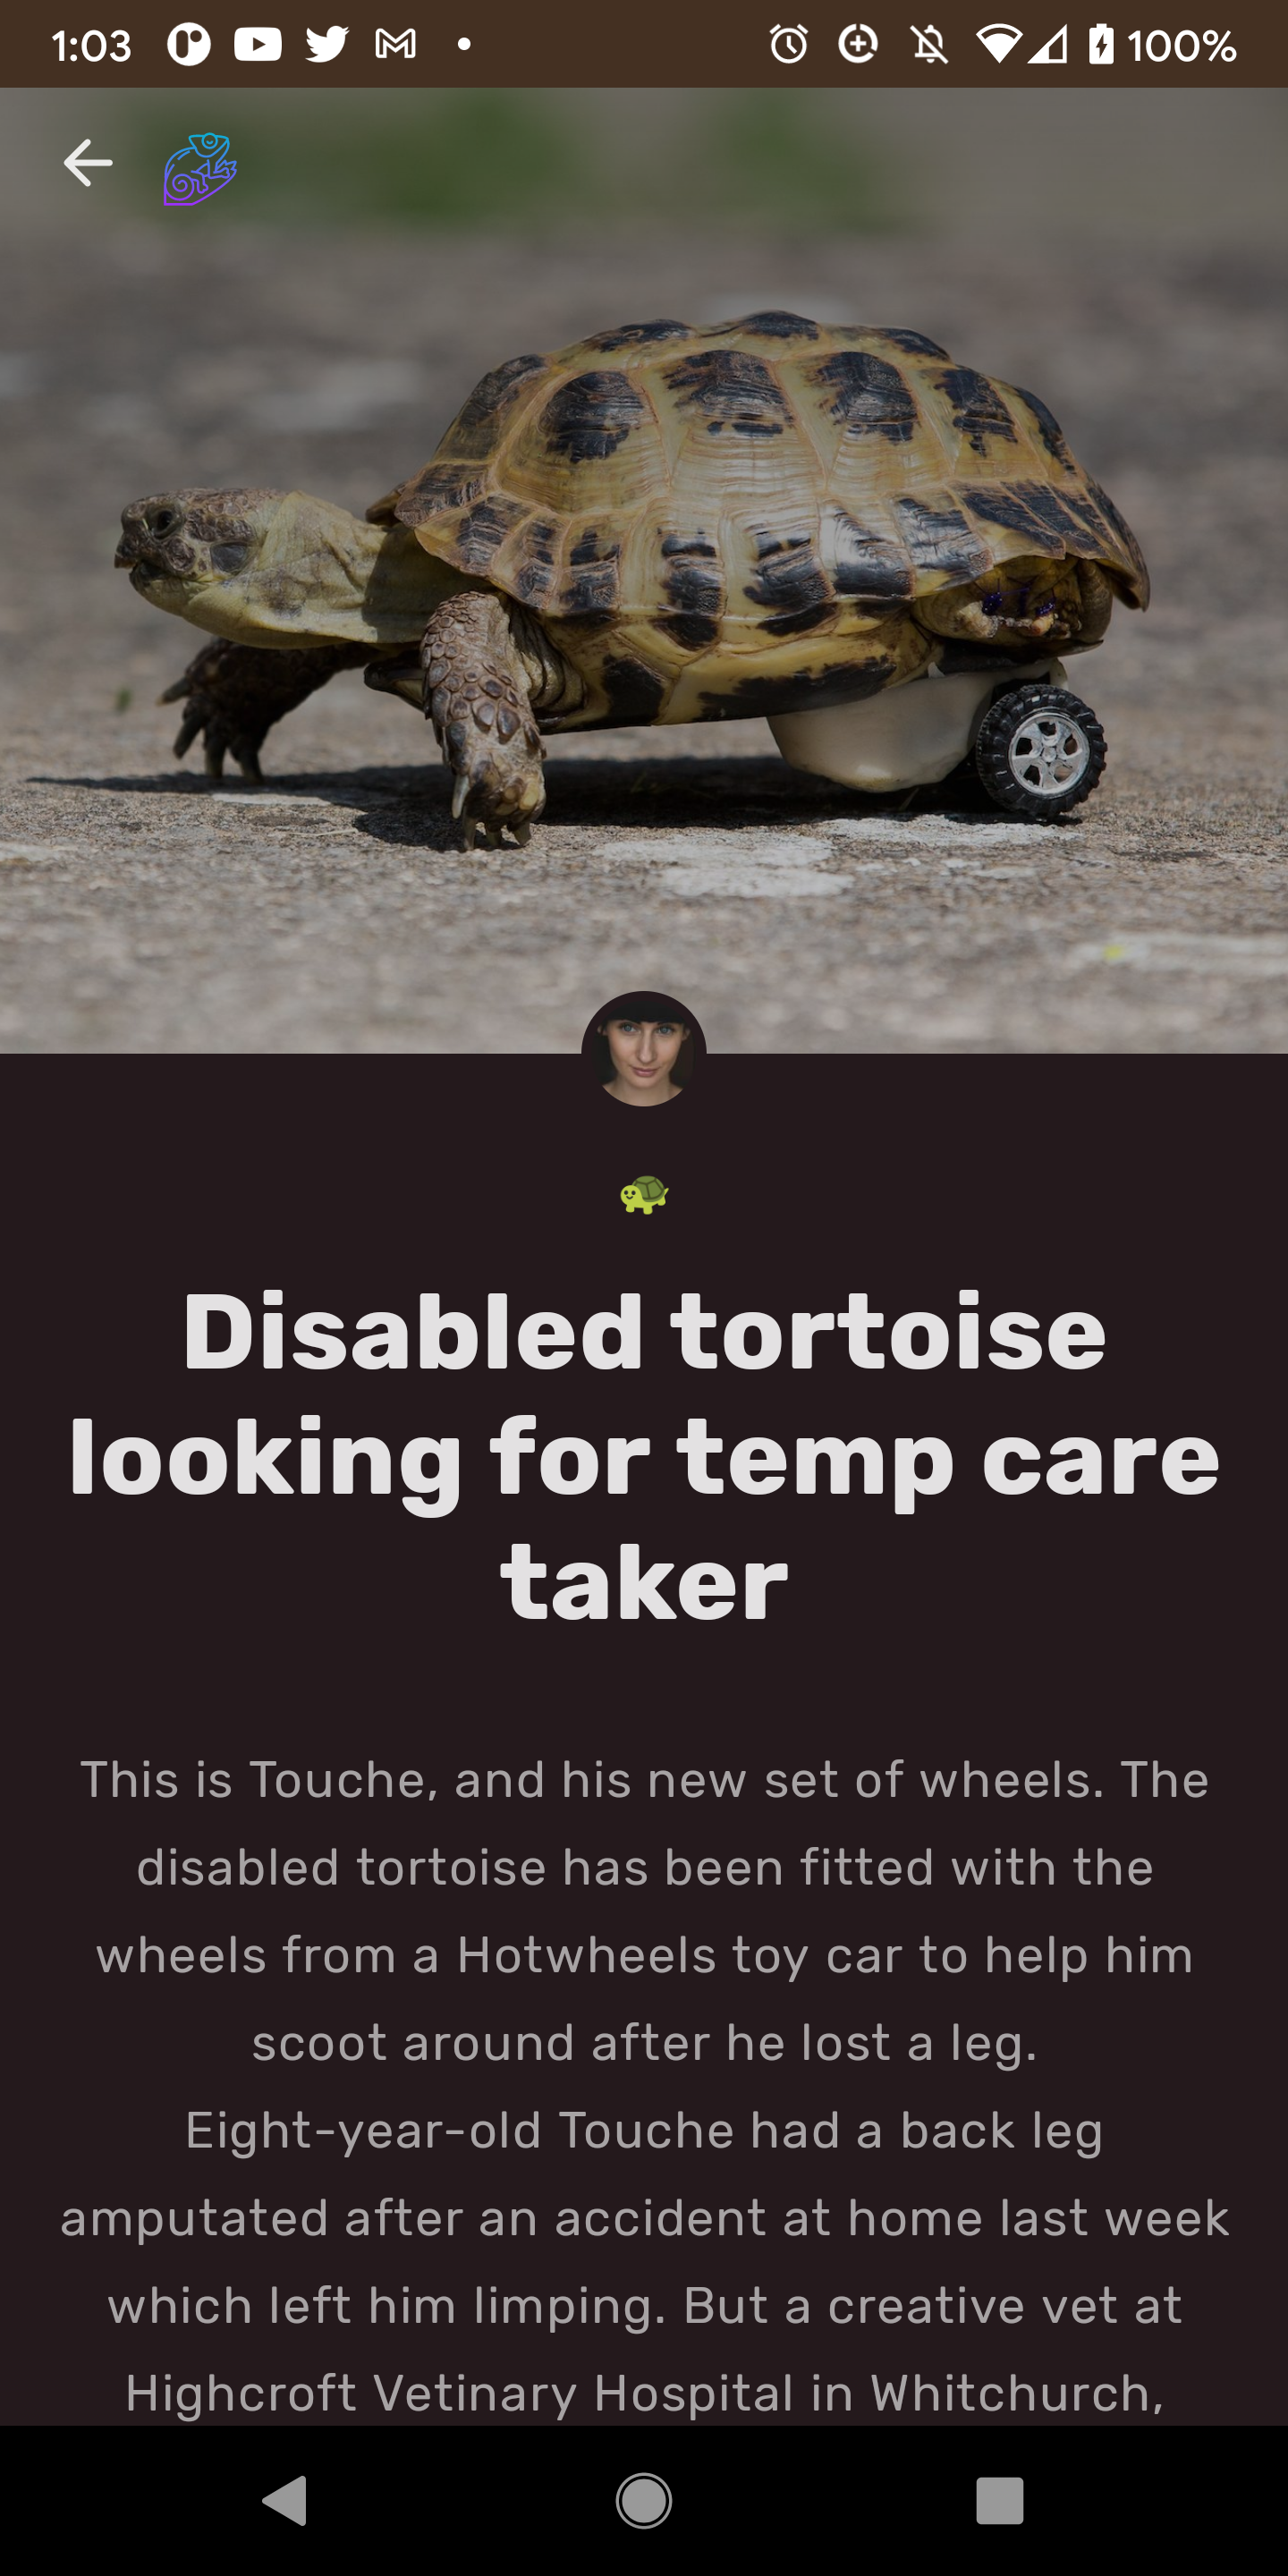 1:03
100%
Disabled tortoise
looking for temp care
taker
This is Touche, and his new set of wheels. The
disabled tortoise has been fitted with the
wheels from a Hotwheels toy car to help him
scoot around after he lost a leg.
Eight-year-old Touche had a back leg
amputated after an accident at home last week
which left him limping. But a creative vet at
Highcroft Vetinary Hospital in Whitchurch,